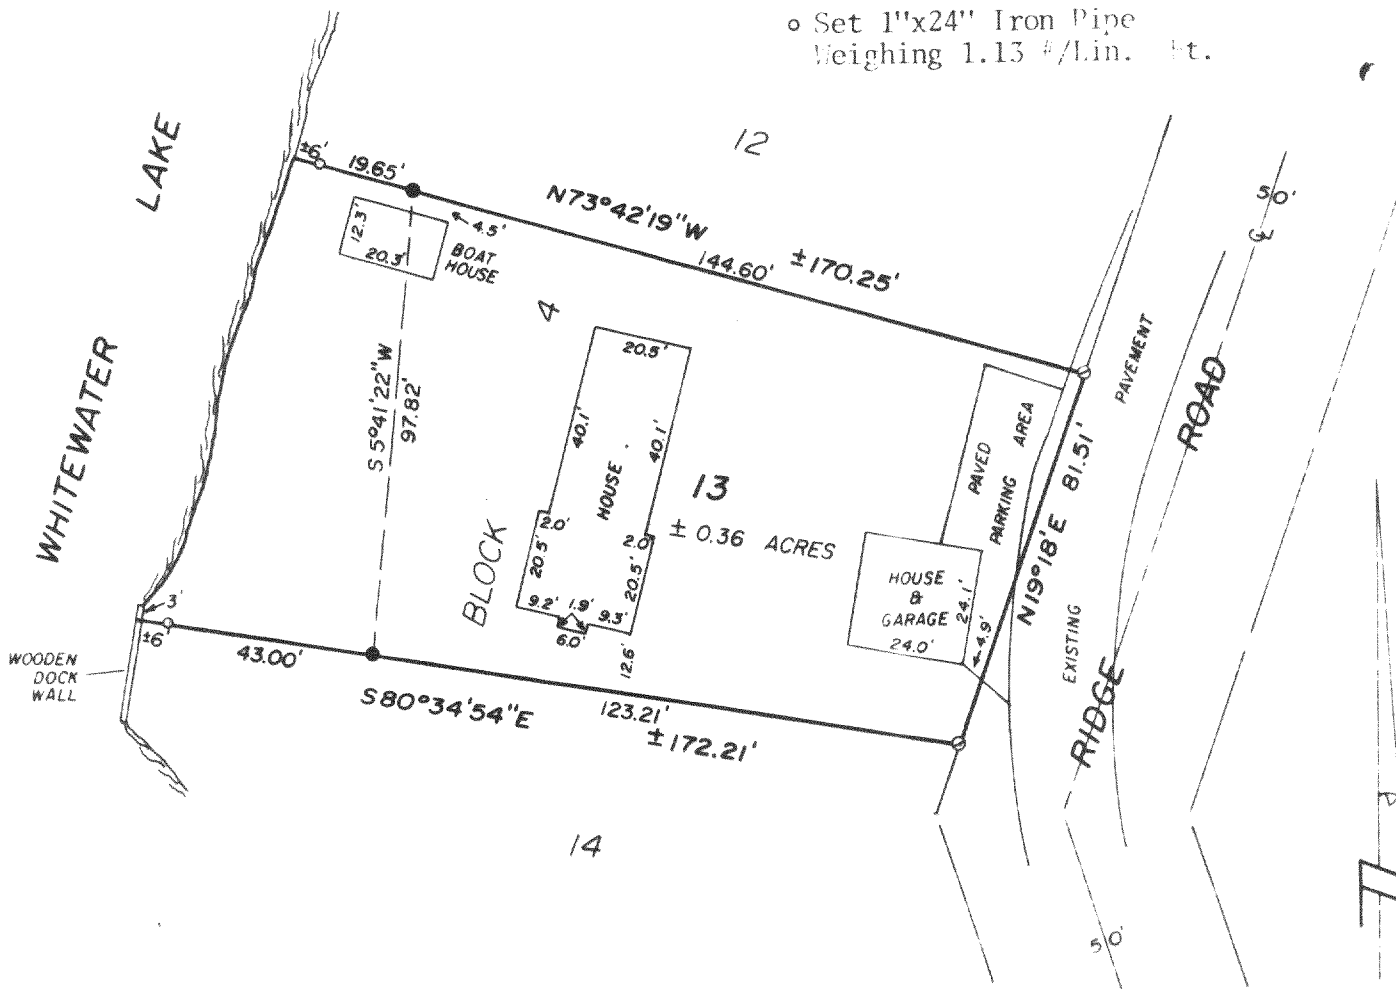 o Set 1"x24" Iron Pipe
Weighing 1.13 #/Lin. Ft.
WHITEWATER LAKE
12
±6'
19.65'
N73°42'19"W
144.60'
±170.25'
50'
4.5'
12.3'
20.3'
BOAT
HOUSE
BLOCK 4
S5°41'22"W
97.82'
20.5'
40.1'
40.1'
HOUSE
2.0'
2.0'
20.5'
20.5'
9.2'
1.9'
9.3'
6.0'
12.6'
13
± 0.36 ACRES
PAVED
PARKING AREA
HOUSE
&
GARAGE
24.1'
24.0'
4.9'
N19°18'E 81.51'
EXISTING PAVEMENT
RIDGE ROAD
3'
±6'
43.00'
S80°34'54"E
123.21'
±172.21'
WOODEN
DOCK
WALL
14
50'